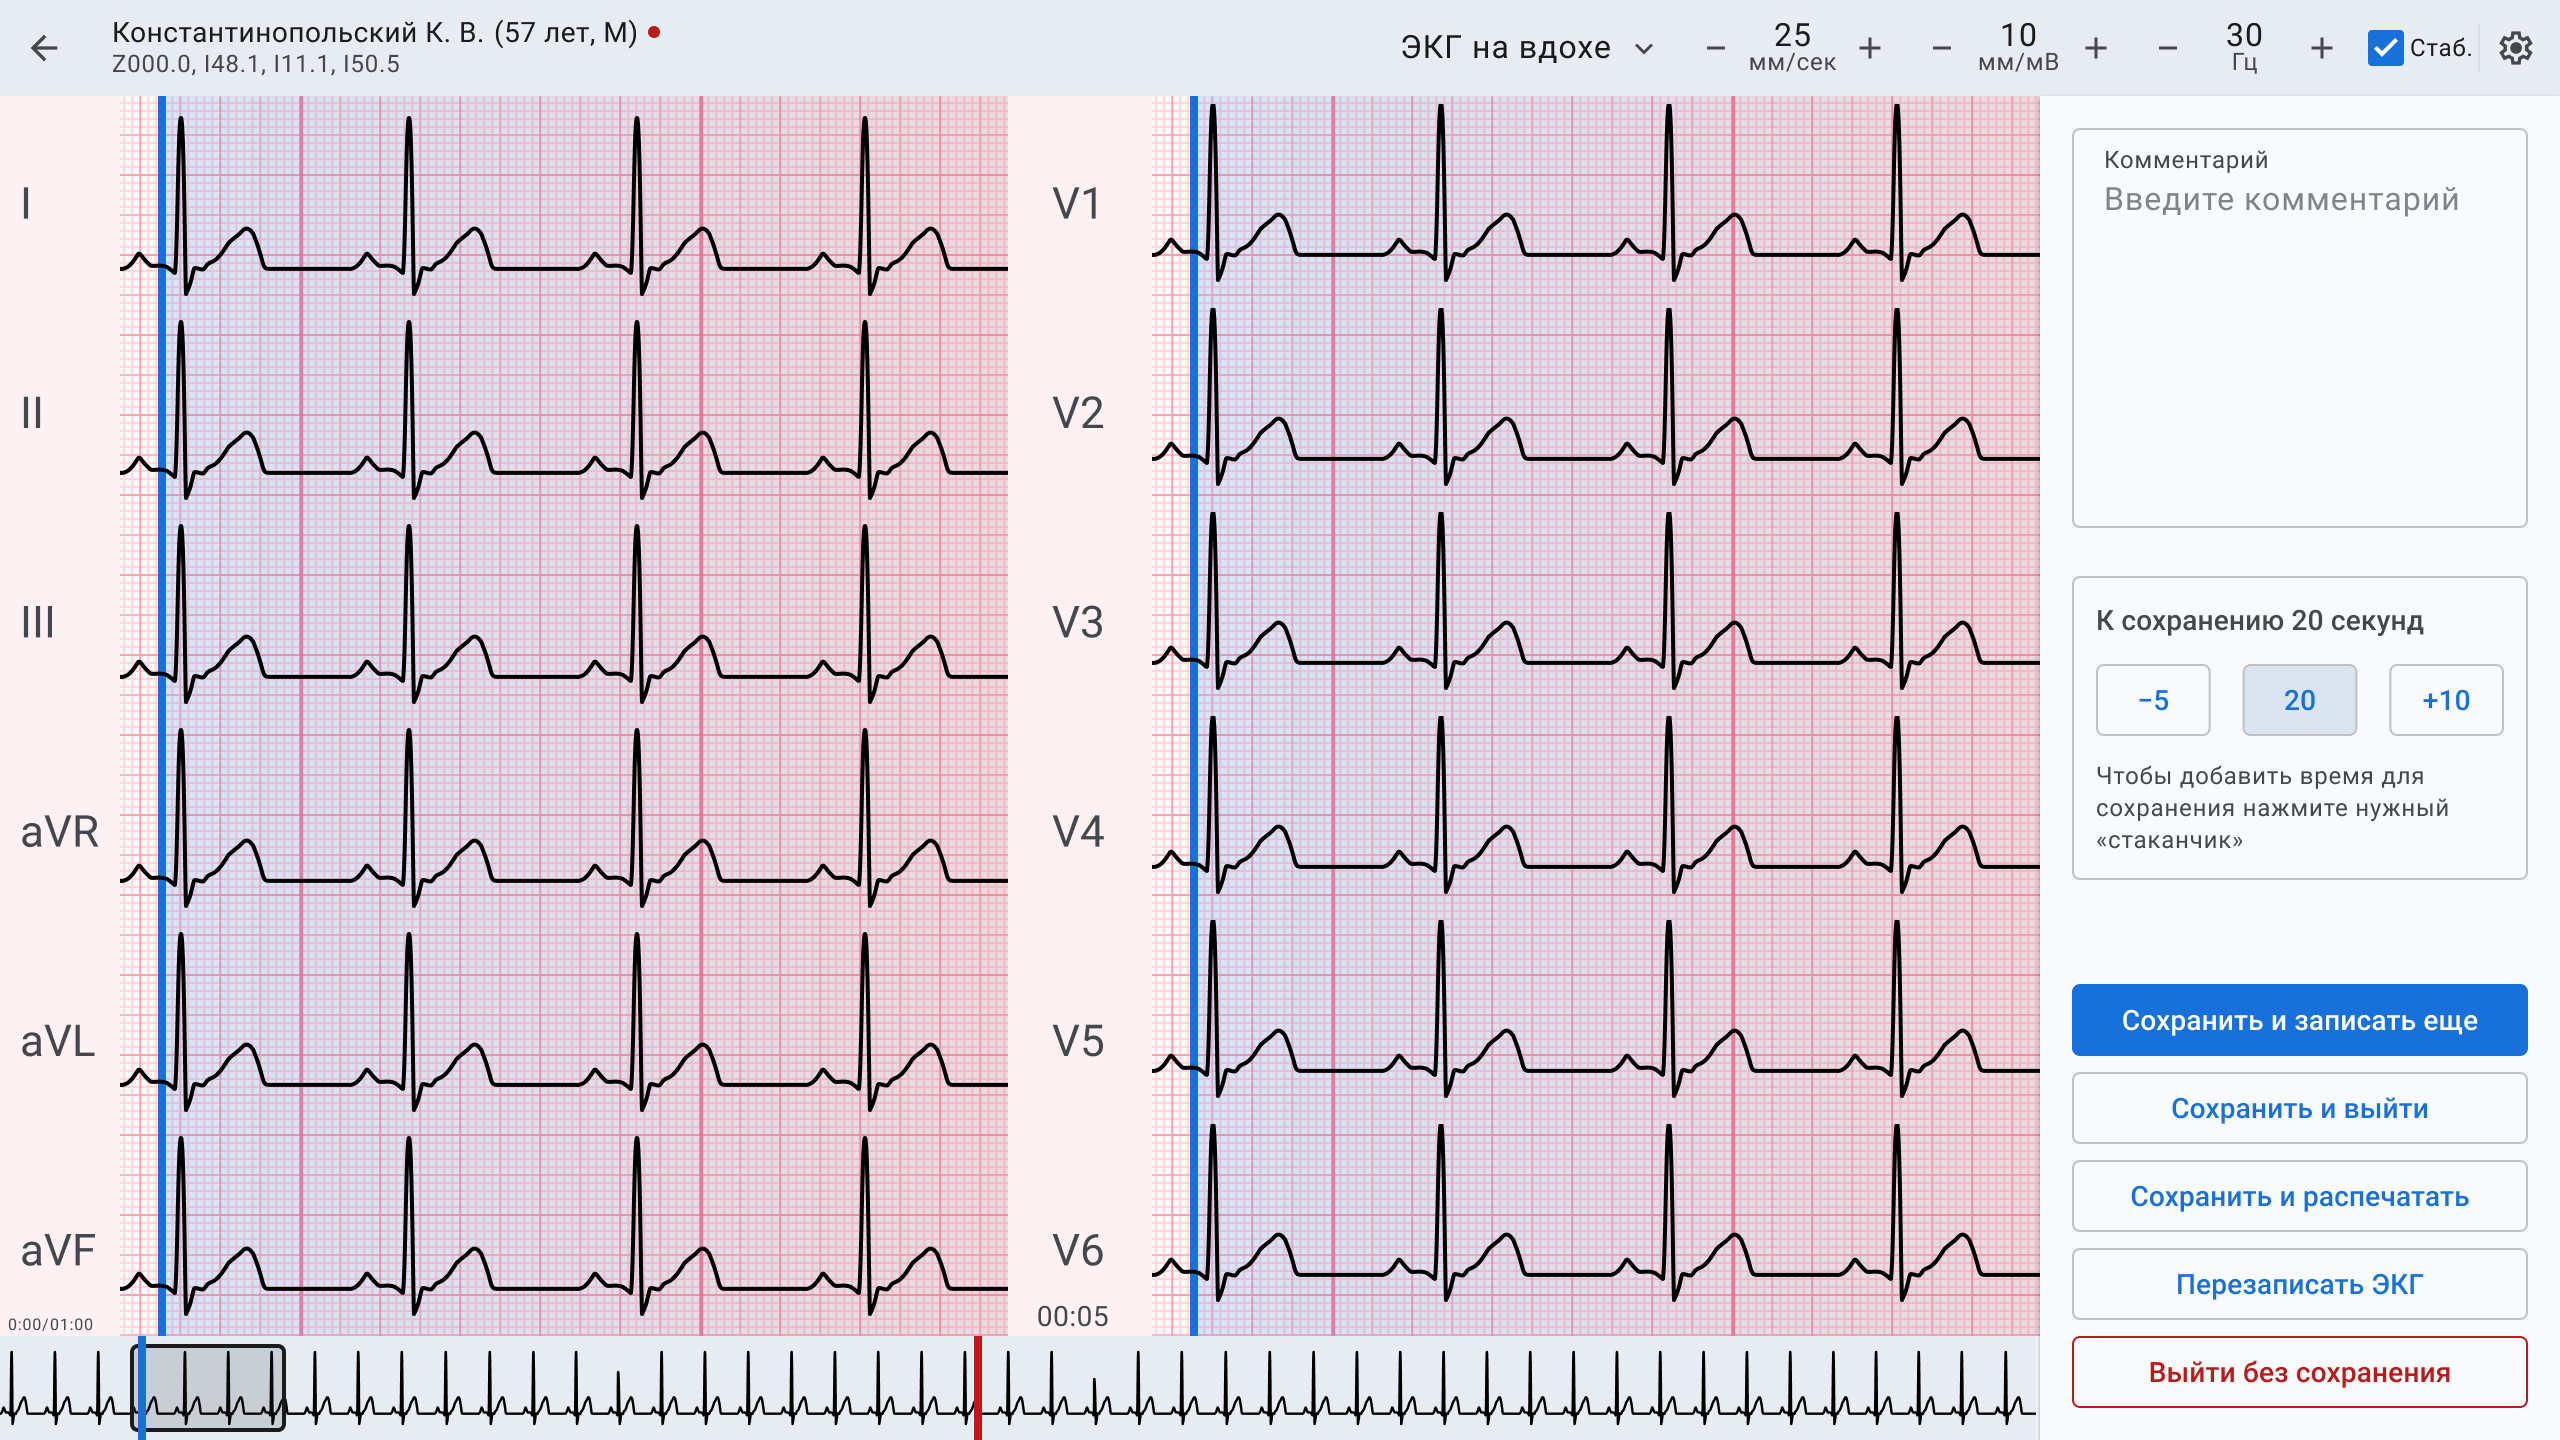 Константинопольский К. В. (57 лет, М)
Z000.0, I48.1, I11.1, I50.5
ЭКГ на вдохе
− 25 мм/сек +
− 10 мм/мВ +
− 30 Гц +
Стаб.
I
II
III
aVR
aVL
aVF
0:00/01:00
V1
V2
V3
V4
V5
V6
00:05
Комментарий
Введите комментарий
К сохранению 20 секунд
−5
20
+10
Чтобы добавить время для
сохранения нажмите нужный
«стаканчик»
Сохранить и записать еще
Сохранить и выйти
Сохранить и распечатать
Перезаписать ЭКГ
Выйти без сохранения